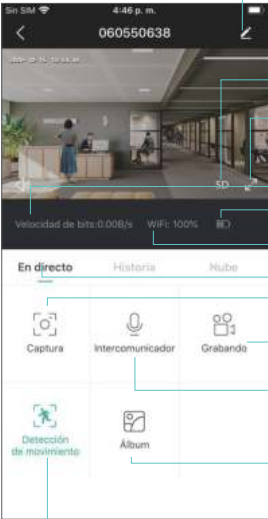 Sin SIM 4:46 p. m.
060550638
SD
Velocidad de bits:0.00B/s WiFi: 100%
En directo Historia Nube
Captura Intercomunicador Grabando
Detección
de movimiento
Álbum